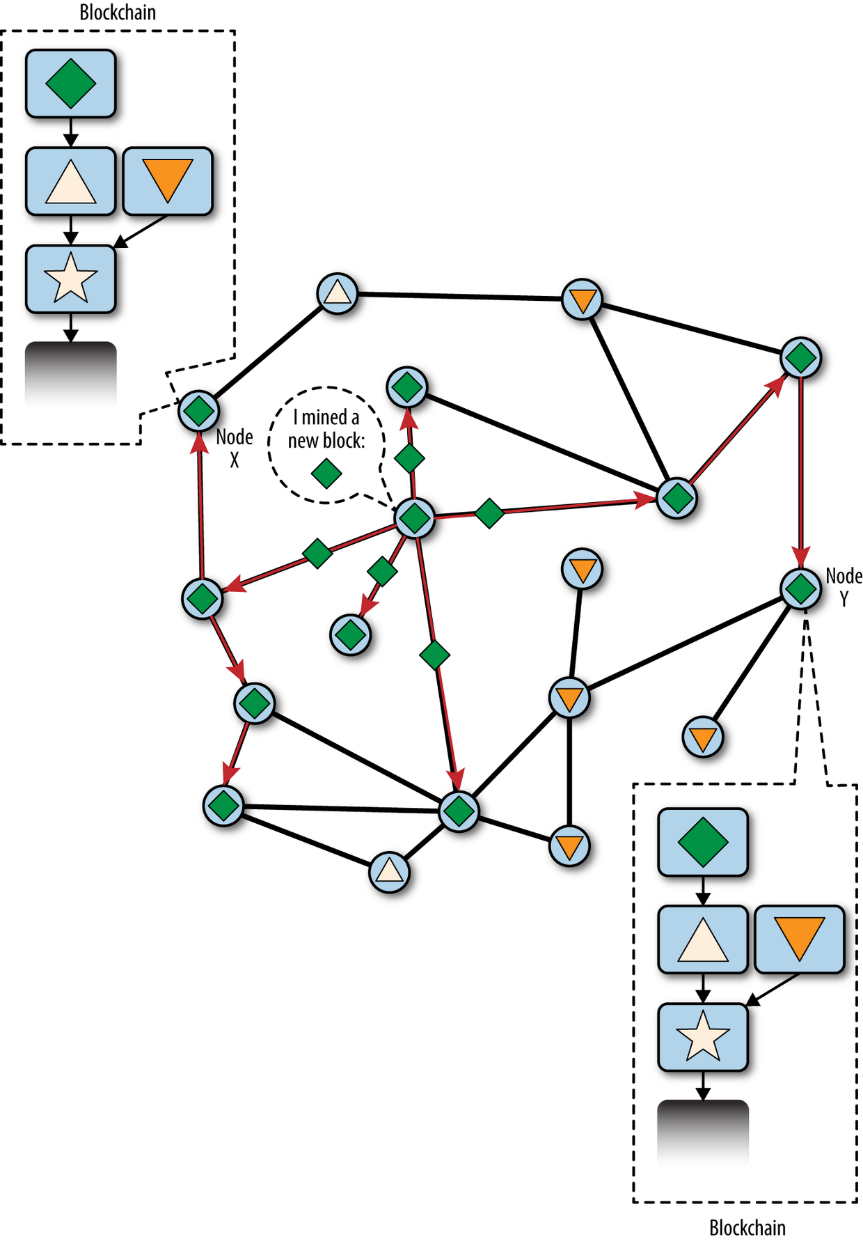 Blockchain
I mined a
new block:
Node
X
Node
Y
Blockchain